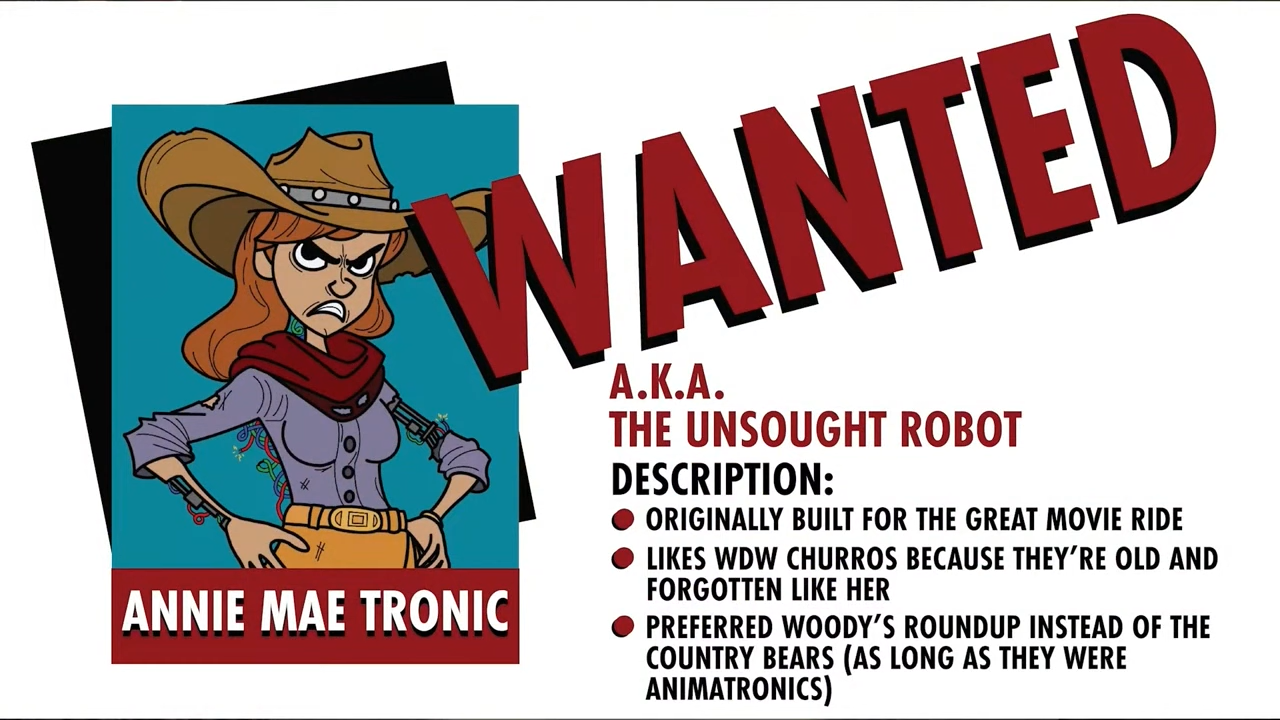 WANTED
ANNIE MAE TRONIC
A.K.A.
THE UNSOUGHT ROBOT
DESCRIPTION:
ORIGINALLY BUILT FOR THE GREAT MOVIE RIDE
LIKES WDW CHURROS BECAUSE THEY'RE OLD AND
FORGOTTEN LIKE HER
PREFERRED WOODY'S ROUNDUP INSTEAD OF THE
COUNTRY BEARS (AS LONG AS THEY WERE
ANIMATRONICS)